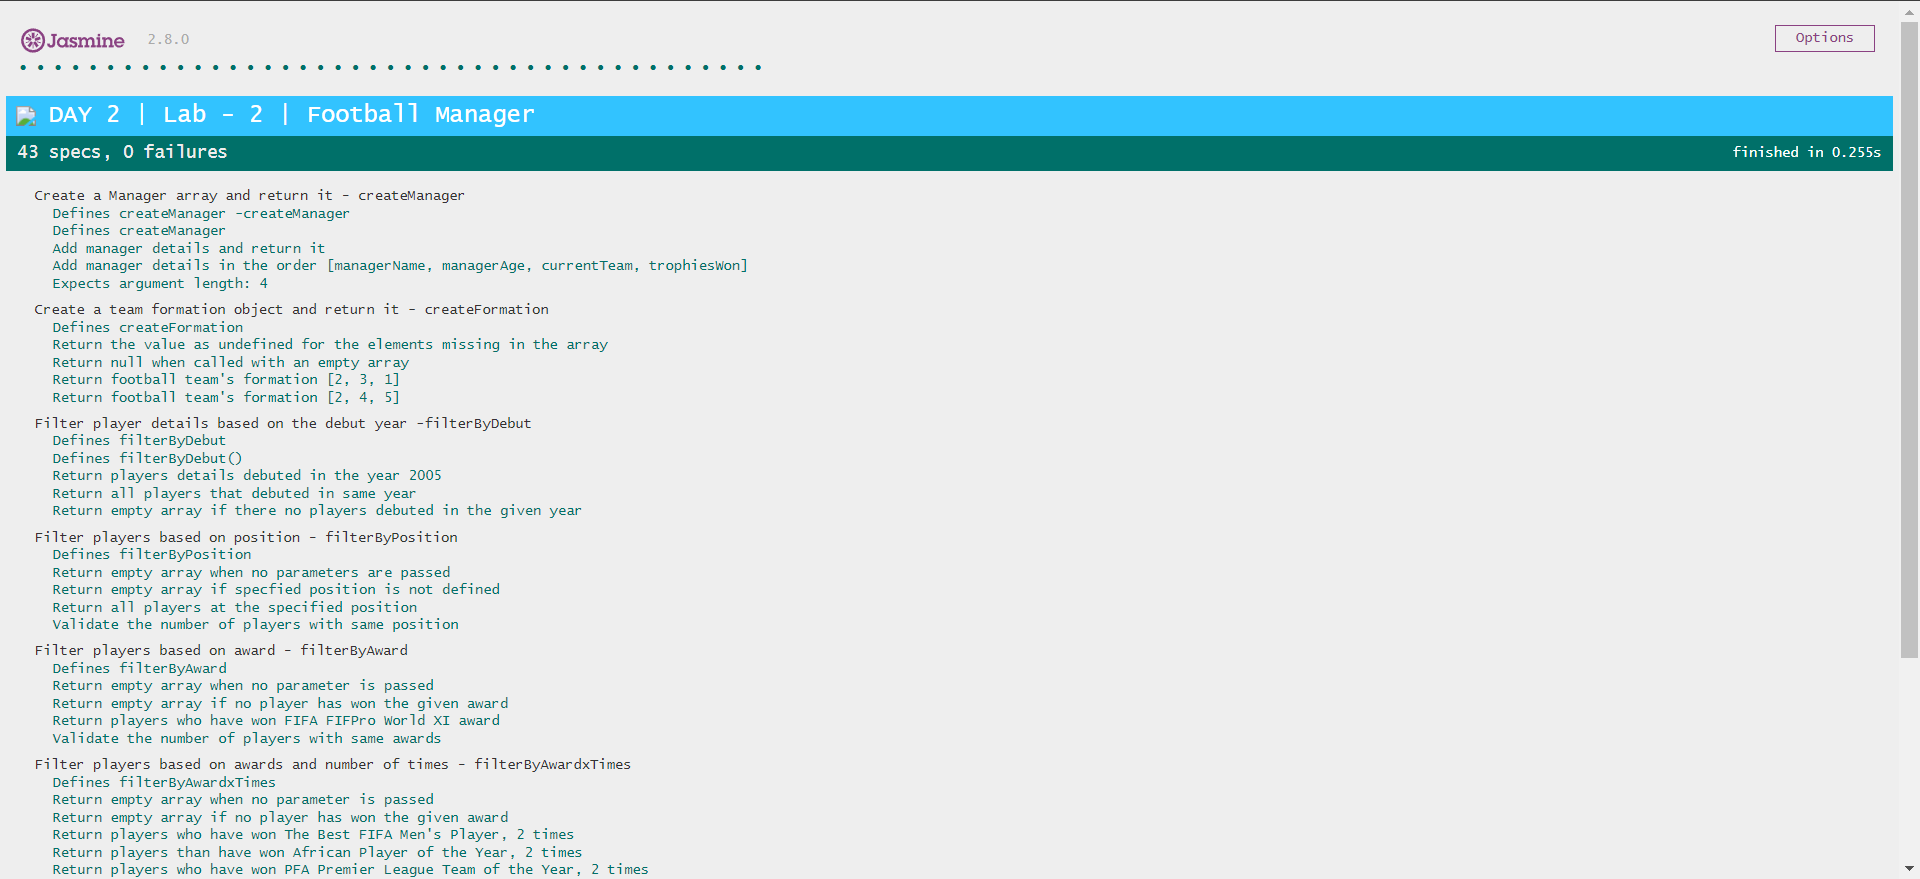 Jasmine 2.8.0
Options
DAY 2 | Lab - 2 | Football Manager
43 specs, 0 failures
finished in 0.255s
Create a Manager array and return it - createManager
Defines createManager -createManager
Defines createManager
Add manager details and return it
Add manager details in the order [managerName, managerAge, currentTeam, trophiesWon]
Expects argument length: 4
Create a team formation object and return it - createFormation
Defines createFormation
Return the value as undefined for the elements missing in the array
Return null when called with an empty array
Return football team's formation [2, 3, 1]
Return football team's formation [2, 4, 5]
Filter player details based on the debut year -filterByDebut
Defines filterByDebut
Defines filterByDebut()
Return players details debuted in the year 2005
Return all players that debuted in same year
Return empty array if there no players debuted in the given year
Filter players based on position - filterByPosition
Defines filterByPosition
Return empty array when no parameters are passed
Return empty array if specfied position is not defined
Return all players at the specified position
Validate the number of players with same position
Filter players based on award - filterByAward
Defines filterByAward
Return empty array when no parameter is passed
Return empty array if no player has won the given award
Return players who have won FIFA FIFPro World XI award
Validate the number of players with same awards
Filter players based on awards and number of times - filterByAwardxTimes
Defines filterByAwardxTimes
Return empty array when no parameter is passed
Return empty array if no player has won the given award
Return players who have won The Best FIFA Men's Player, 2 times
Return players than have won African Player of the Year, 2 times
Return players who have won PFA Premier League Team of the Year, 2 times